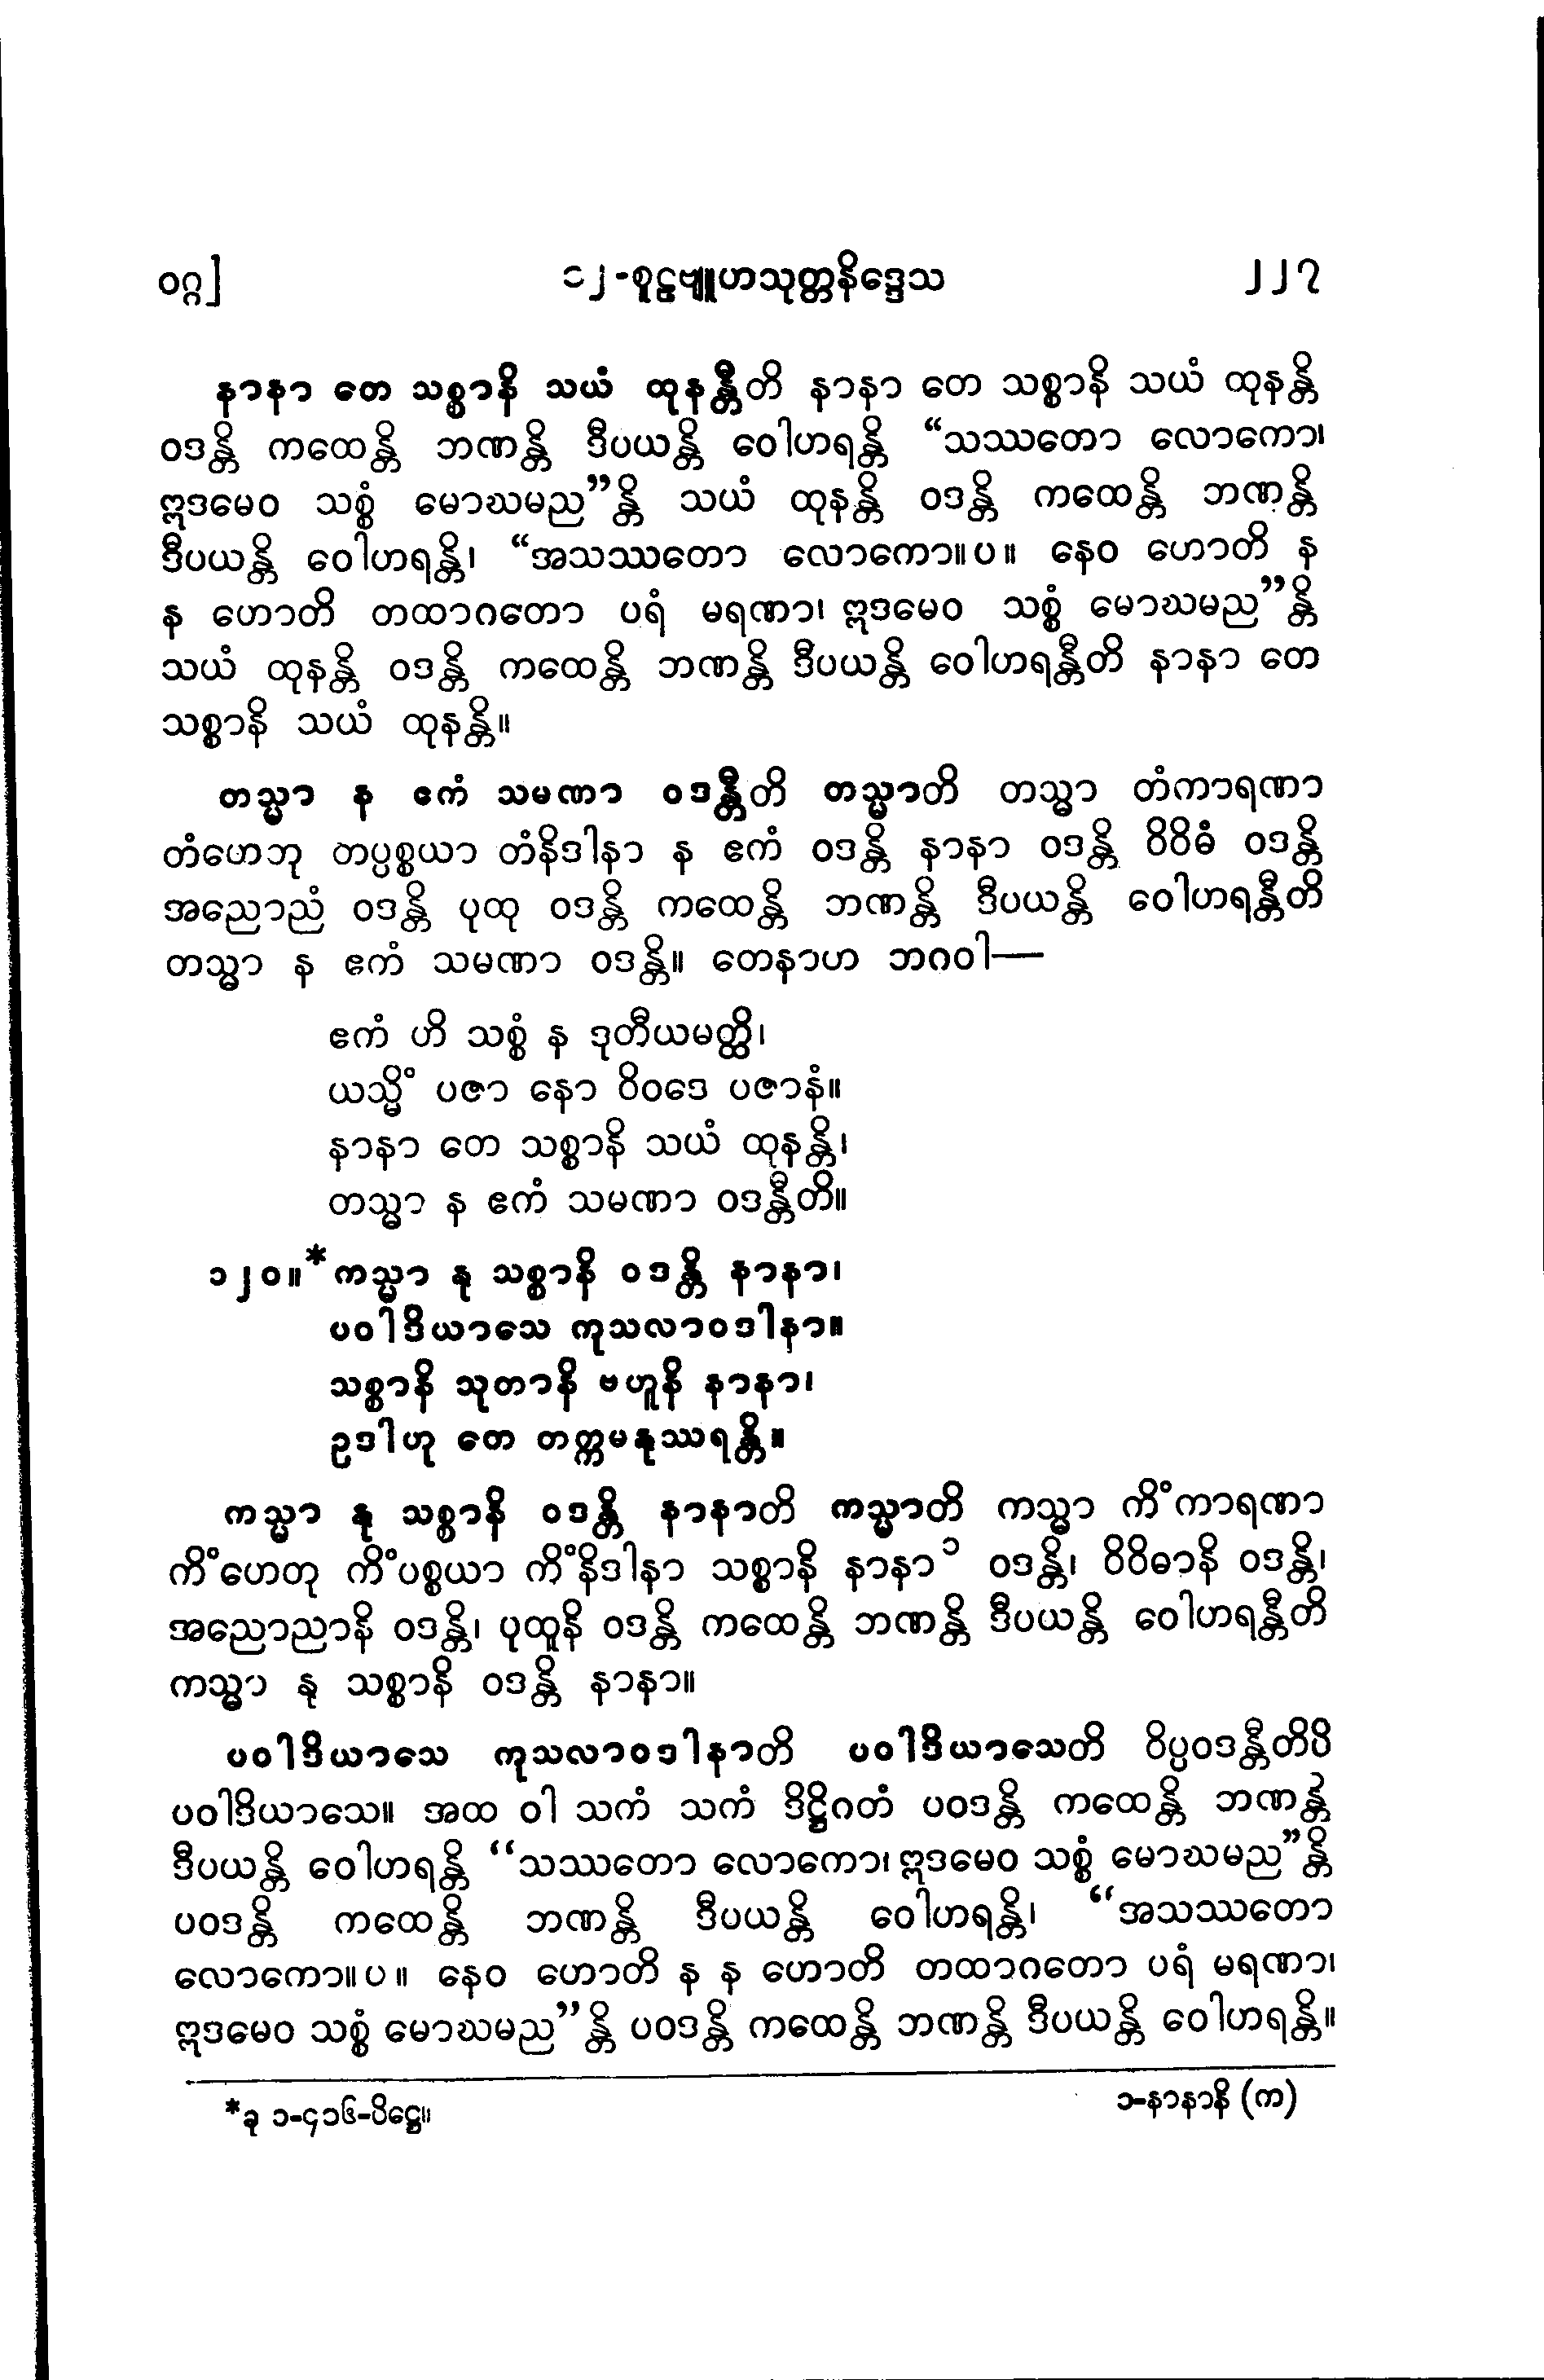 ဝဂ္ဂ] ၁၂-စူဠဗျူဟသုတ္တနိဒ္ဒေသ ၂၂၇
နာနာ တေ သစ္စာနိ သယံ ထုနန္တီတိ နာနာ တေ သစ္စာနိ သယံ ထုနန္တိ
ဝဒန္တိ ကထေန္တိ ဘဏန္တိ ဒီပယန္တိ ဝေါဟရန္တိ “သဿတော လောကော၊
ဣဒမေဝ သစ္စံ မောဃမည”န္တိ သယံ ထုနန္တိ ဝဒန္တိ ကထေန္တိ ဘဏန္တိ
ဒီပယန္တိ ဝေါဟရန္တိ၊ “အသဿတော လောကော။ပ။ နေဝ ဟောတိ န
န ဟောတိ တထာဂတော ပရံ မရဏာ၊ ဣဒမေဝ သစ္စံ မောဃမည”န္တိ
သယံ ထုနန္တိ ဝဒန္တိ ကထေန္တိ ဘဏန္တိ ဒီပယန္တိ ဝေါဟရန္တီတိ နာနာ တေ
သစ္စာနိ သယံ ထုနန္တိ။
တသ္မာ န ဧကံ သမဏာ ဝဒန္တီတိ တသ္မာတိ တသ္မာ တံကာရဏာ
တံဟေတု တပ္ပစ္စယာ တံနိဒါနာ န ဧကံ ဝဒန္တိ နာနာ ဝဒန္တိ ဝိဝိဓံ ဝဒန္တိ
အညောညံ ဝဒန္တိ ပုထု ဝဒန္တိ ကထေန္တိ ဘဏန္တိ ဒီပယန္တိ ဝေါဟရန္တီတိ
တသ္မာ န ဧကံ သမဏာ ဝဒန္တိ။ တေနာဟ ဘဂဝါ—
ဧကံ ဟိ သစ္စံ န ဒုတီယမတ္ထိ၊
ယသ္မိံ ပဇာ နော ဝိဝဒေ ပဇာနံ။
နာနာ တေ သစ္စာနိ သယံ ထုနန္တိ၊
တသ္မာ န ဧကံ သမဏာ ဝဒန္တီတိ။
၁၂၀။*ကသ္မာ နု သစ္စာနိ ဝဒန္တိ နာနာ၊
ပဝါဒိယာသေ ကုသလာဝဒါနာ။
သစ္စာနိ သုတာနိ ဗဟူနိ နာနာ၊
ဥဒါဟု တေ တက္ကမနုဿရန္တိ။
ကသ္မာ နု သစ္စာနိ ဝဒန္တိ နာနာတိ ကသ္မာတိ ကသ္မာ ကိံကာရဏာ
ကိံဟေတု ကိံပစ္စယာ ကိံနိဒါနာ သစ္စာနိ နာနာ၁ ဝဒန္တိ၊ ဝိဝိဓာနိ ဝဒန္တိ၊
အညောညာနိ ဝဒန္တိ၊ ပုထူနိ ဝဒန္တိ ကထေန္တိ ဘဏန္တိ ဒီပယန္တိ ဝေါဟရန္တီတိ
ကသ္မာ နု သစ္စာနိ ဝဒန္တိ နာနာ။
ပဝါဒိယာသေ ကုသလာဝဒါနာတိ ပဝါဒိယာသေတိ ဝိပ္ပဝဒန္တီတိပိ
ပဝါဒိယာသေ။ အထ ဝါ သကံ သကံ ဒိဋ္ဌိဂတံ ပဝဒန္တိ ကထေန္တိ ဘဏန္တိ
ဒီပယန္တိ ဝေါဟရန္တိ “သဿတော လောကော၊ ဣဒမေဝ သစ္စံ မောဃမည”န္တိ
ပဝဒန္တိ ကထေန္တိ ဘဏန္တိ ဒီပယန္တိ ဝေါဟရန္တိ၊ “အသဿတော
လောကော။ပ။ နေဝ ဟောတိ န န ဟောတိ တထာဂတော ပရံ မရဏာ၊
ဣဒမေဝ သစ္စံ မောဃမည”န္တိ ပဝဒန္တိ ကထေန္တိ ဘဏန္တိ ဒီပယန္တိ ဝေါဟရန္တိ။
*ခု ၁-၄၁၆-ပိဋ္ဌေ။ ၁-နာနာနိ (က)